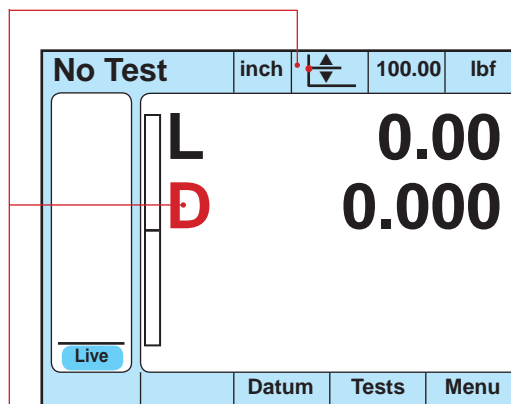 No Test inch 100.00 lbf
L 0.00
D 0.000
Live
Datum Tests Menu